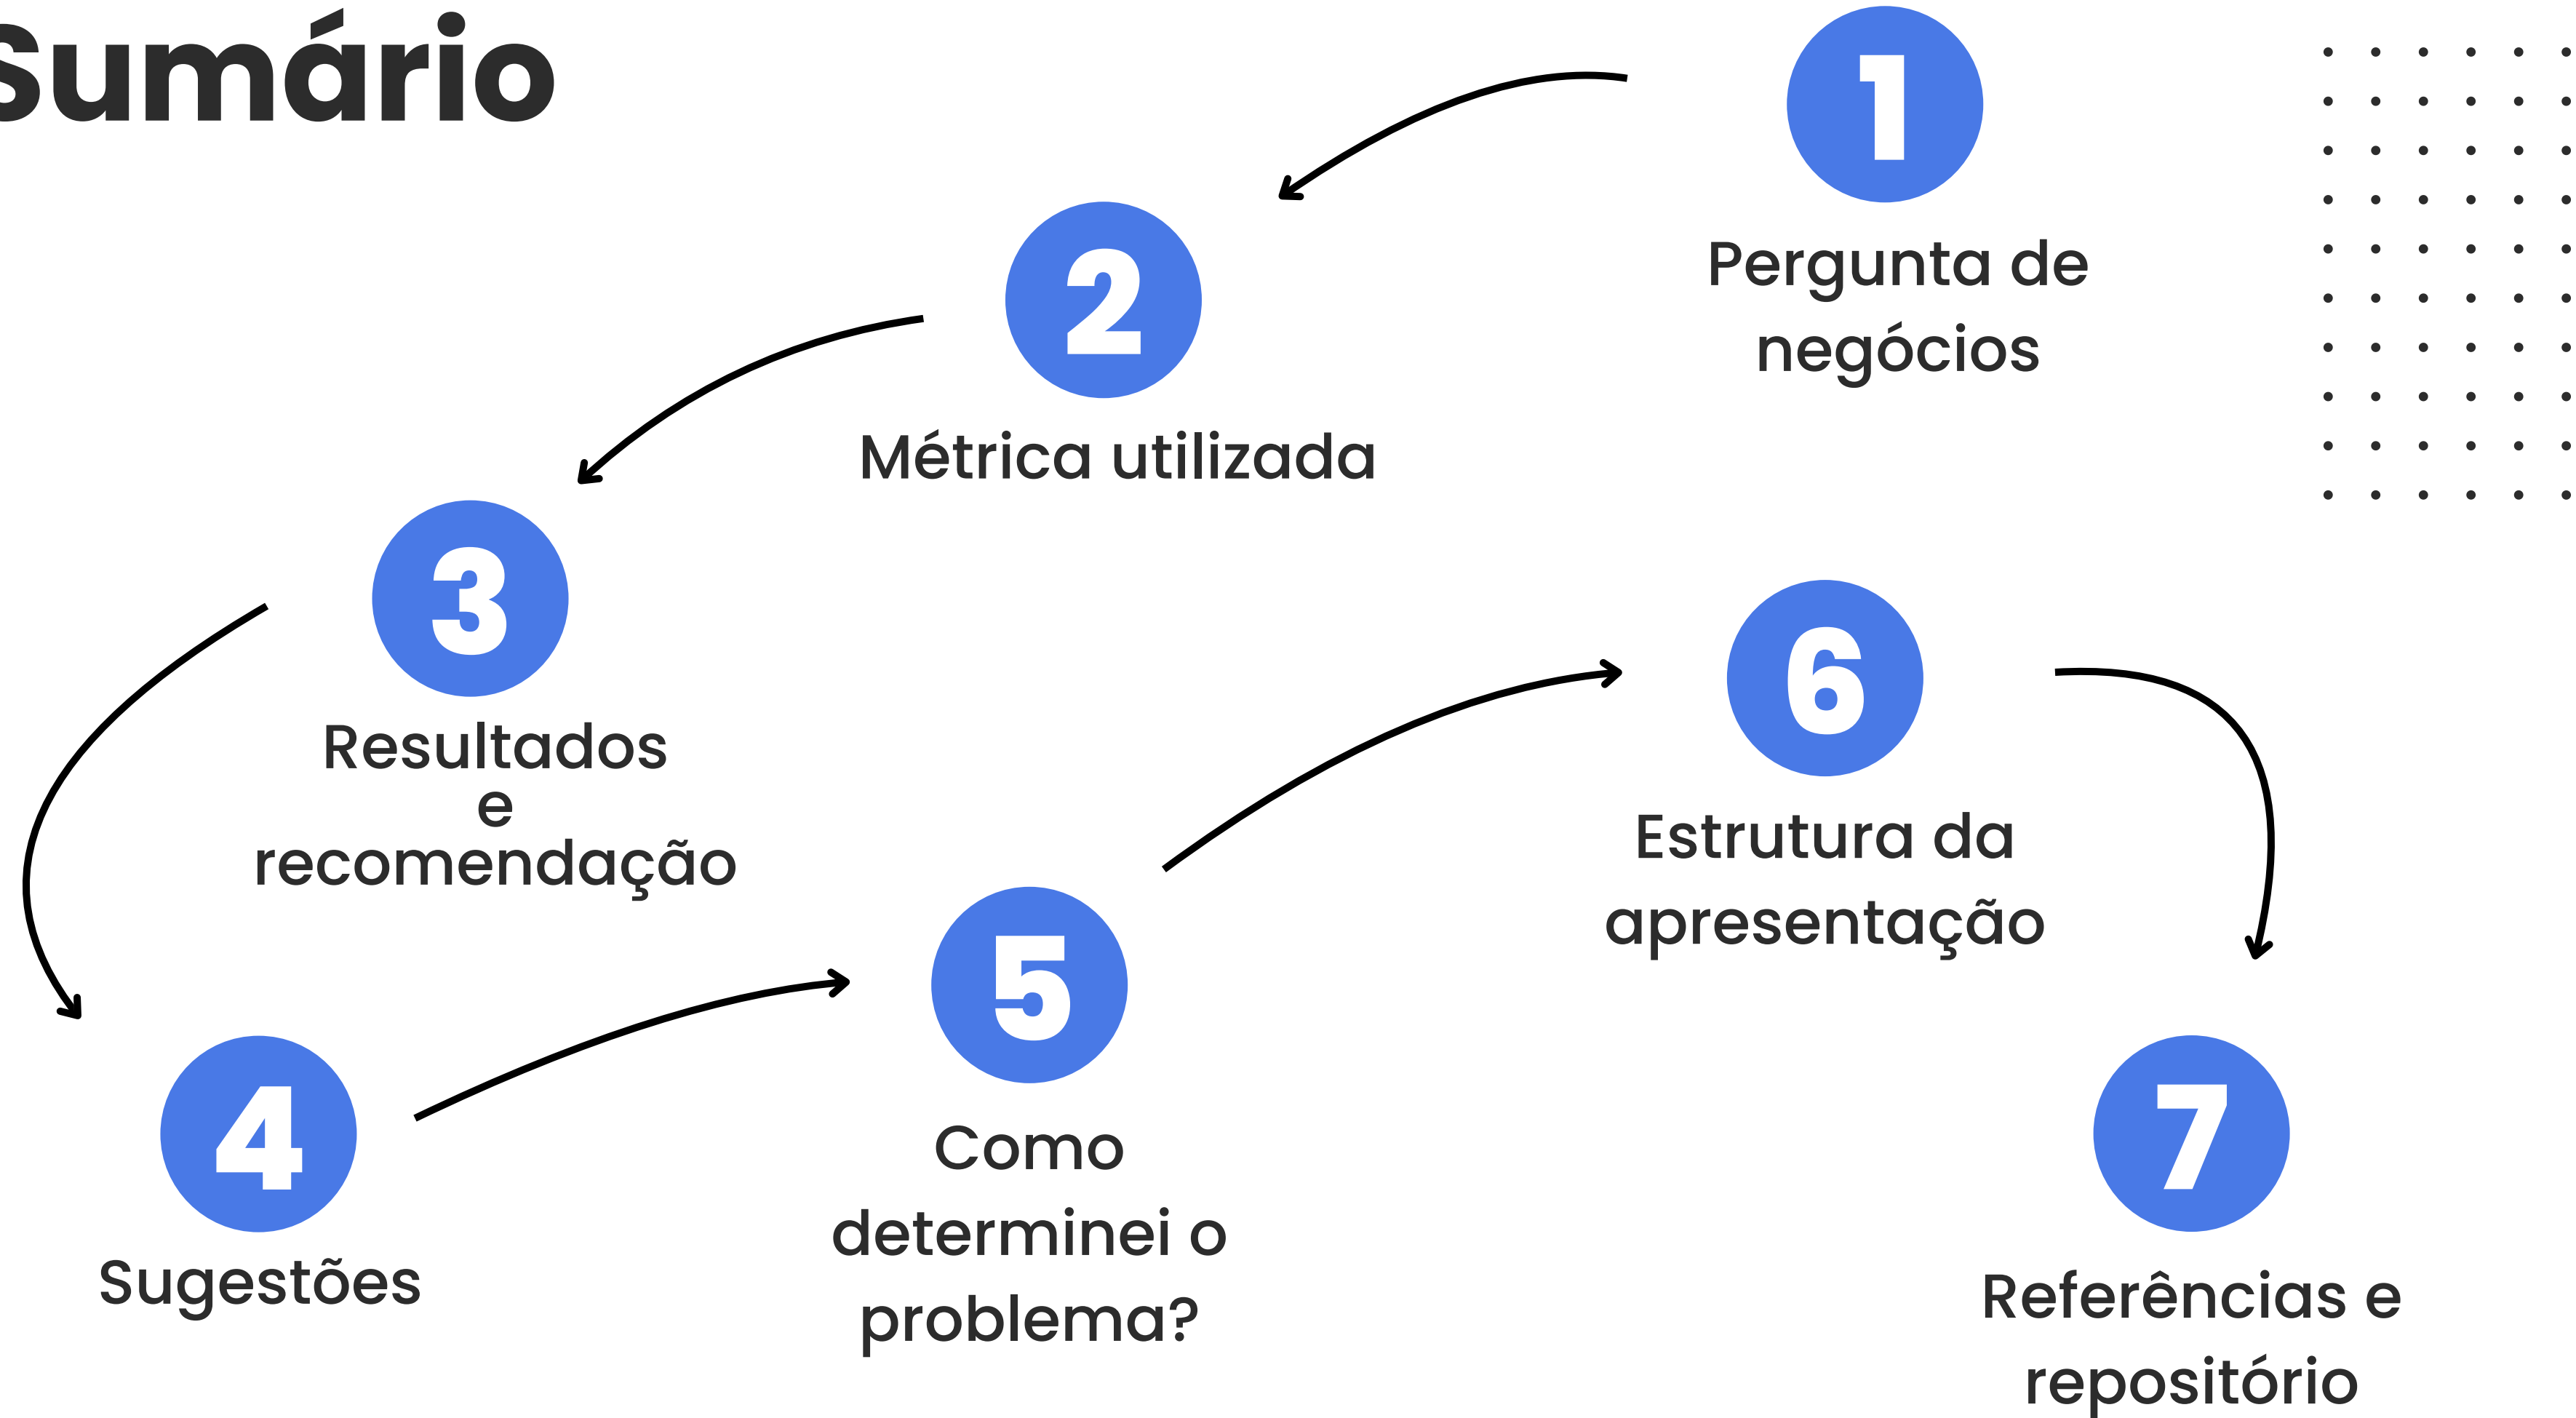 Sumário
1
Pergunta de
negócios
2
Métrica utilizada
3
Resultados
e
recomendação
4
Sugestões
5
Como
determinei o
problema?
6
Estrutura da
apresentação
7
Referências e
repositório